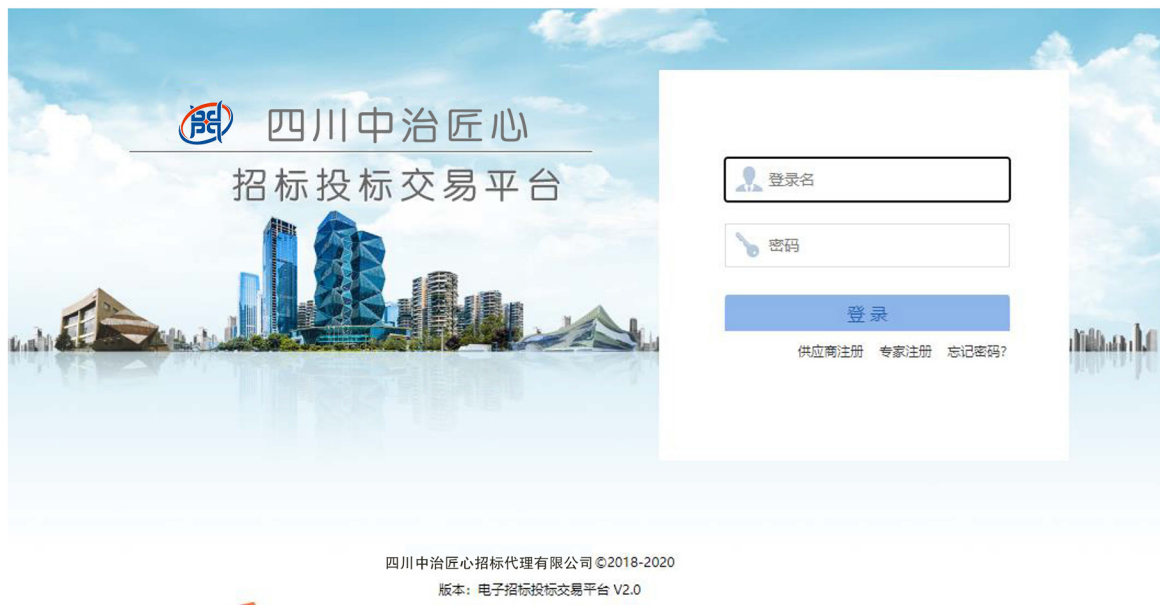 四川中治匠心
招标投标交易平台
登录名
密码
登录
供应商注册 专家注册 忘记密码?
四川中治匠心招标代理有限公司©2018-2020
版本：电子招标投标交易平台 V2.0